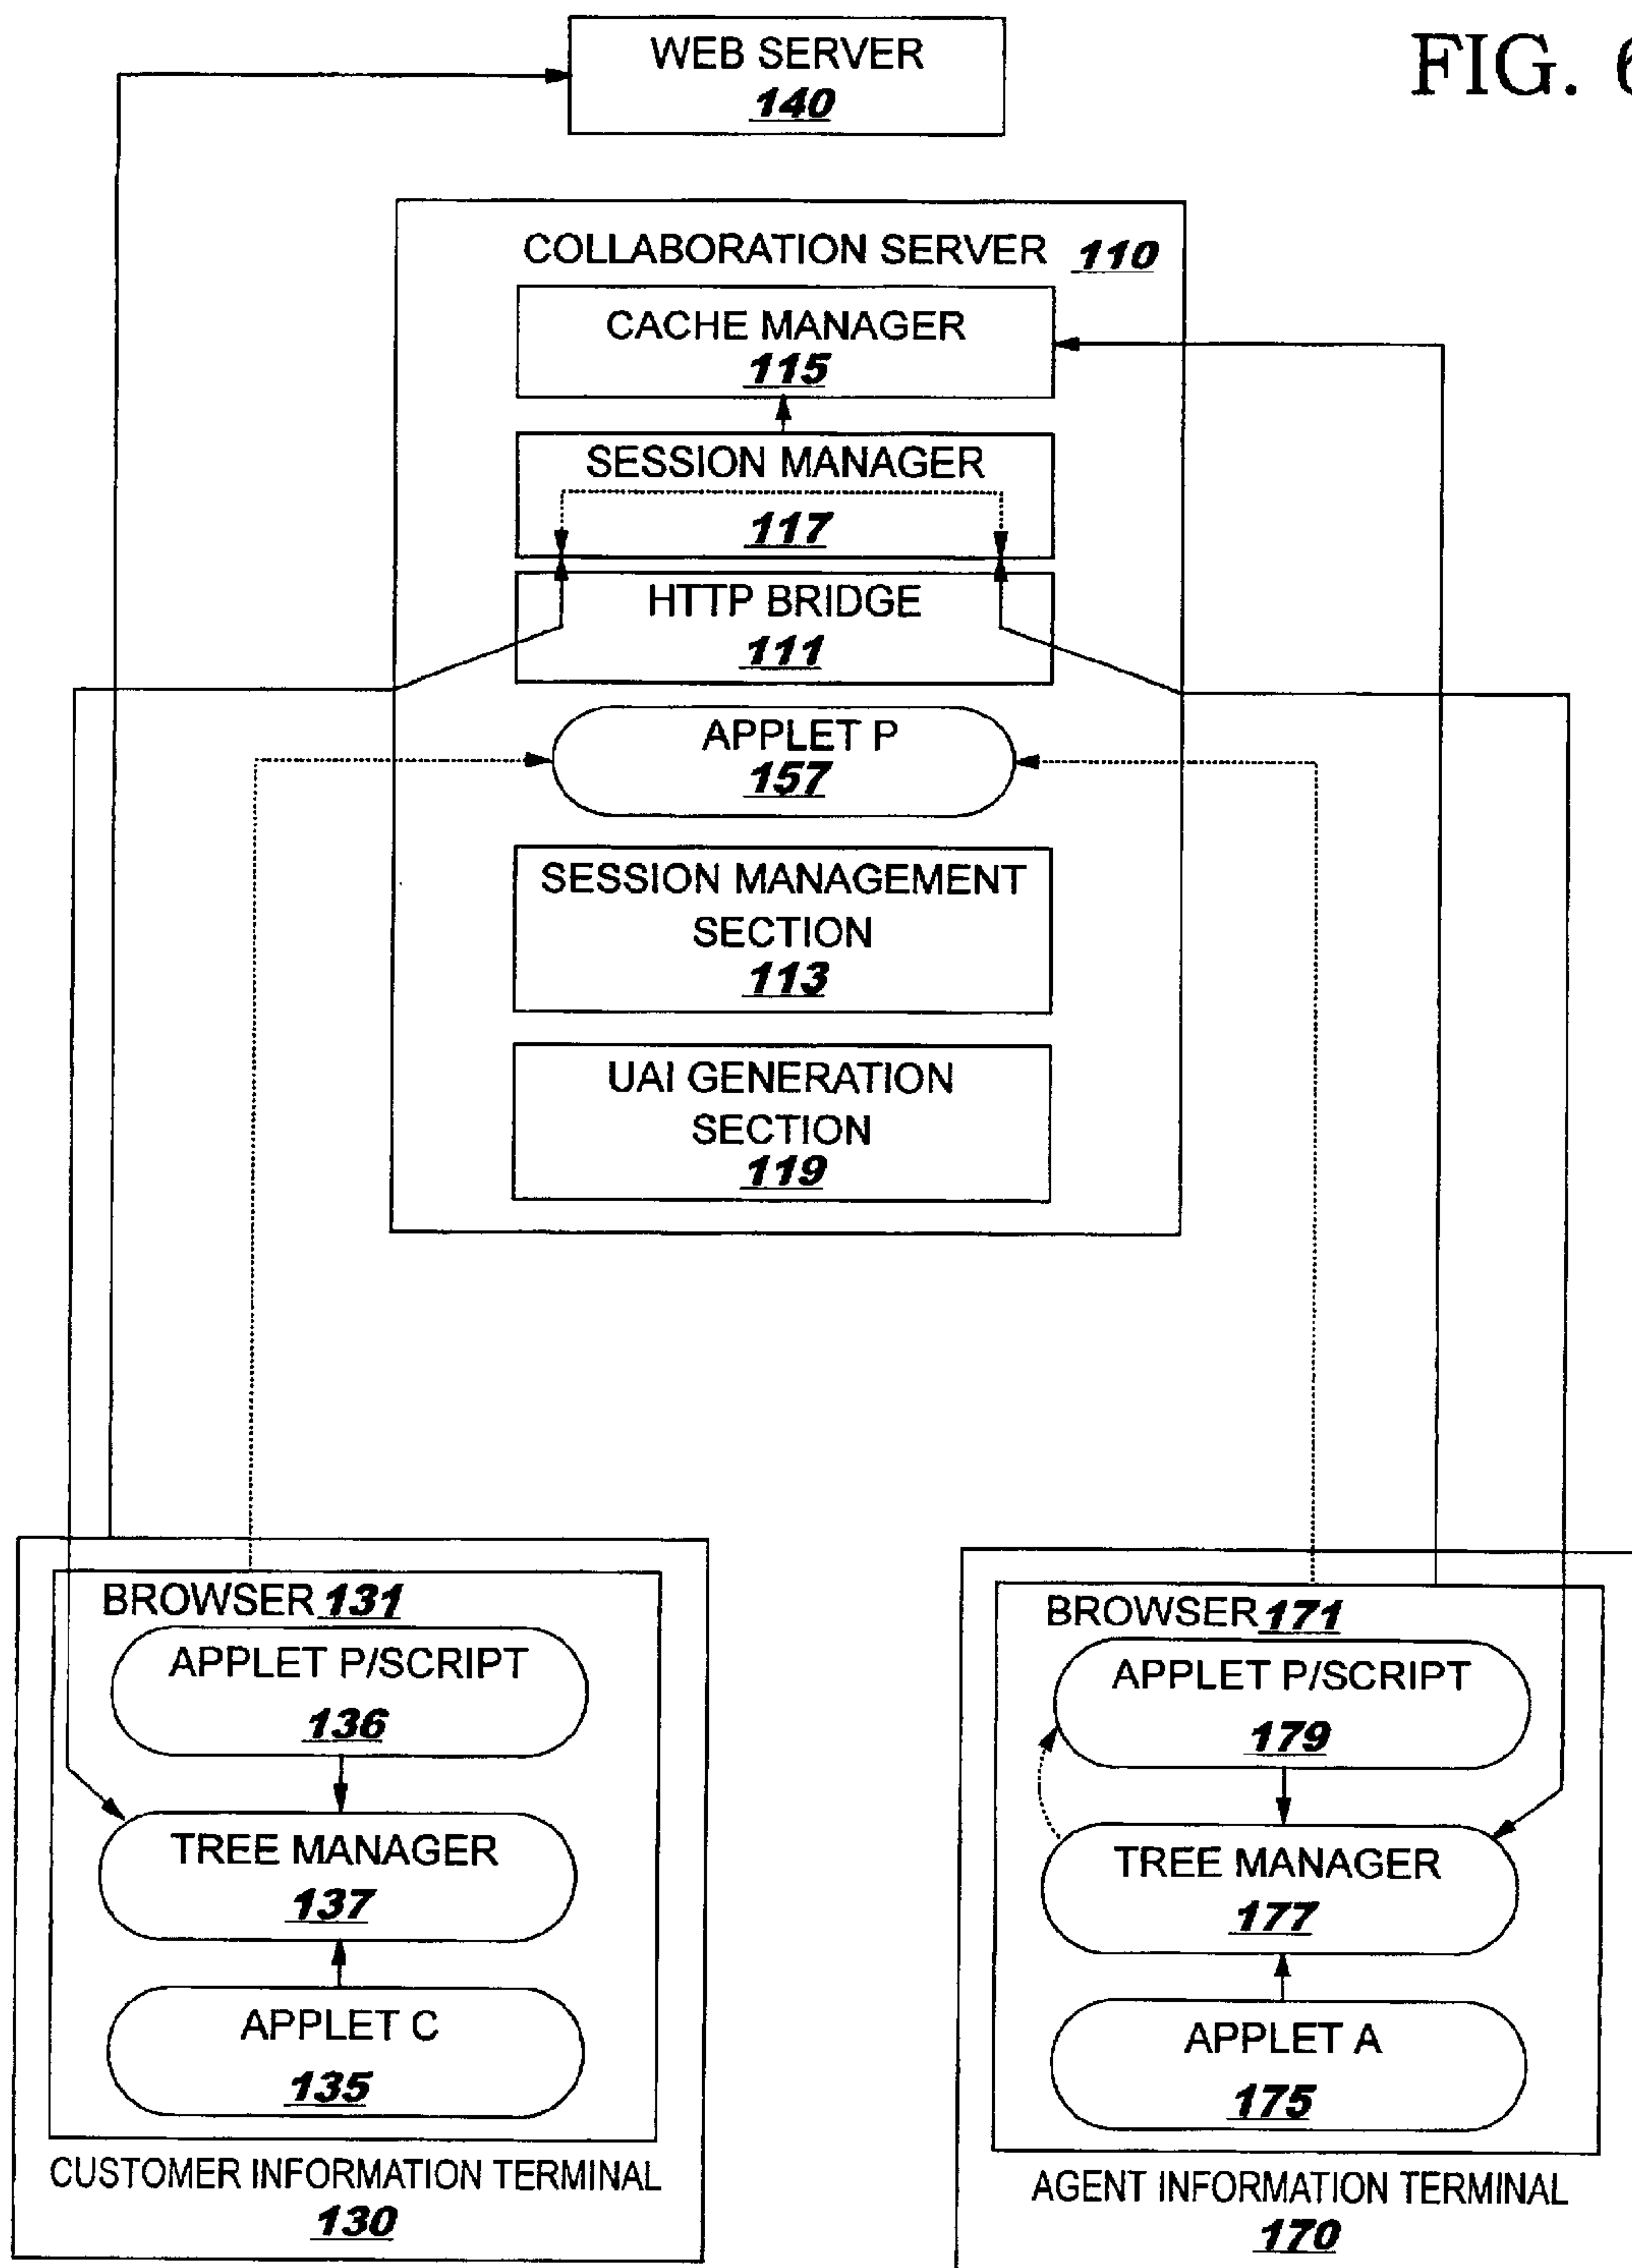 FIG. 6
WEB SERVER
140
COLLABORATION SERVER 110
CACHE MANAGER
115
SESSION MANAGER
117
HTTP BRIDGE
111
APPLET P
157
SESSION MANAGEMENT
SECTION
113
UAI GENERATION
SECTION
119
BROWSER 131
APPLET P/SCRIPT
136
TREE MANAGER
137
APPLET C
135
CUSTOMER INFORMATION TERMINAL
130
BROWSER 171
APPLET P/SCRIPT
179
TREE MANAGER
177
APPLET A
175
AGENT INFORMATION TERMINAL
170